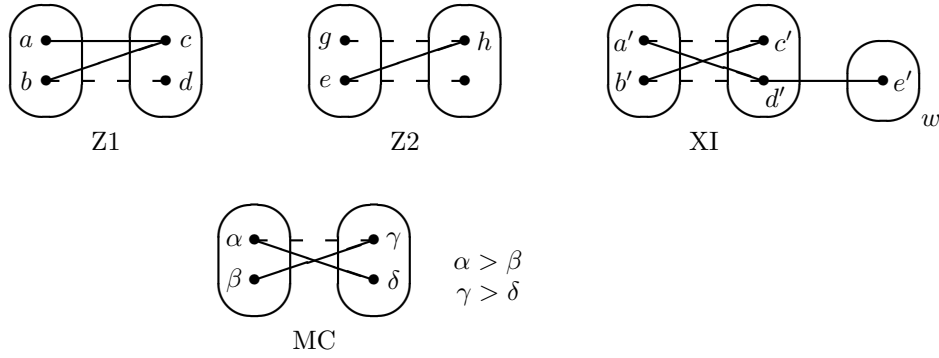 a c g h a′ c′
b d e b′ d′ e′
w
Z1 Z2 XI
α γ
β δ
α > β
γ > δ
MC